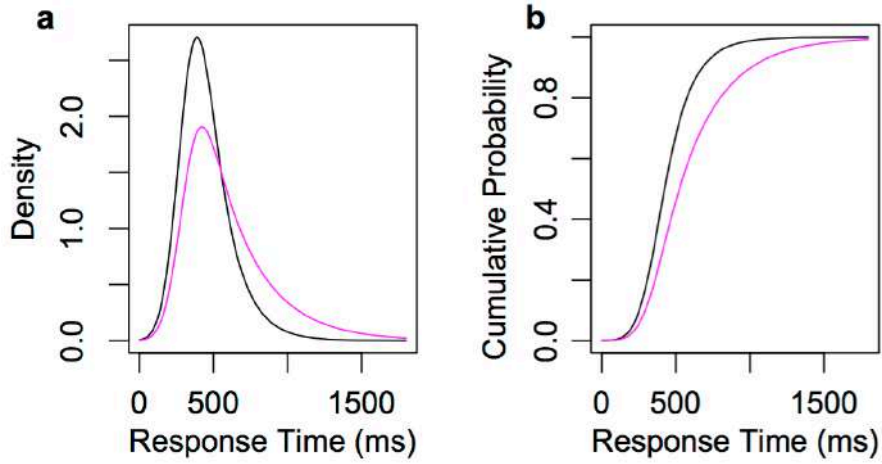 a
Density
0.0
1.0
2.0
0
500
1500
Response Time (ms)
b
Cumulative Probability
0.0
0.4
0.8
0
500
1500
Response Time (ms)